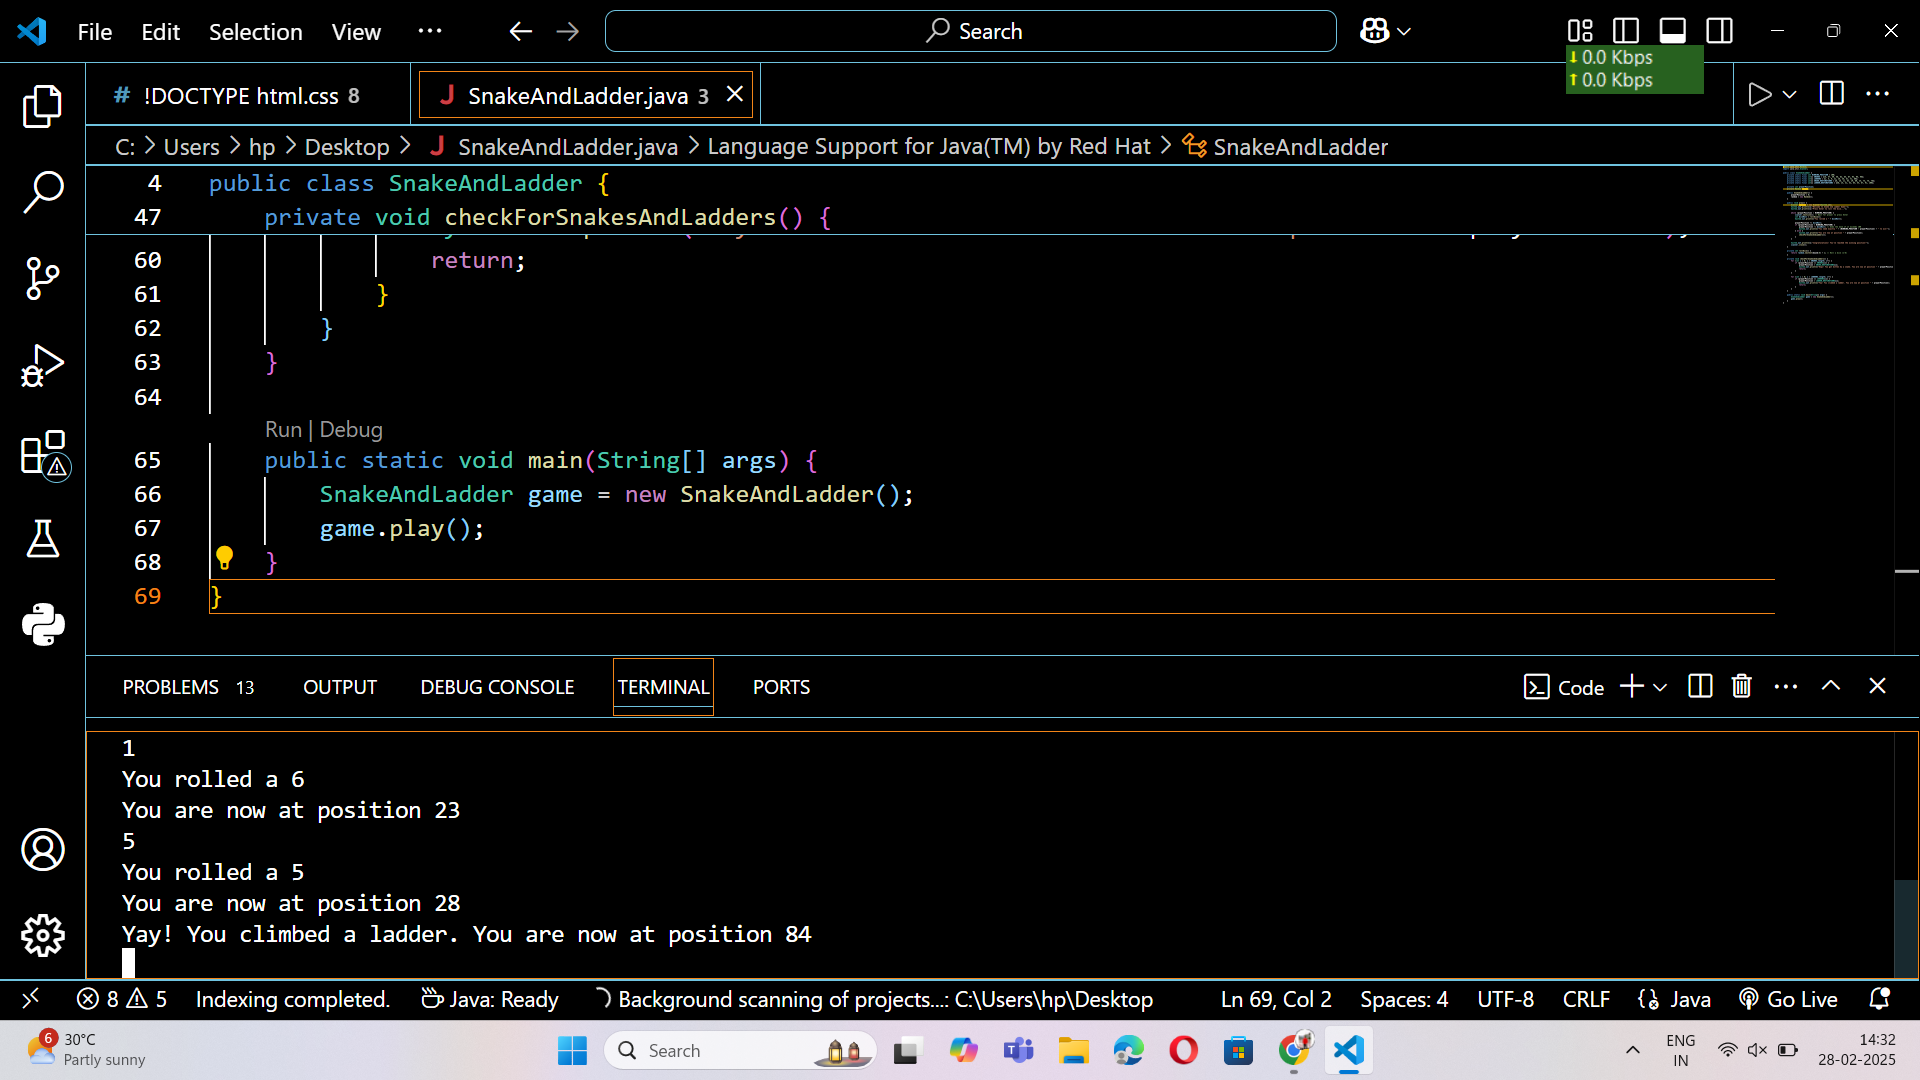 File Edit Selection View ··· Search
↓ 0.0 Kbps
↑ 0.0 Kbps
# !DOCTYPE html.css 8
J SnakeAndLadder.java 3
C: > Users > hp > Desktop > J SnakeAndLadder.java > Language Support for Java(TM) by Red Hat > SnakeAndLadder
4 public class SnakeAndLadder {
47 private void checkForSnakesAndLadders() {
60 return;
61 }
62 }
63 }
64
Run | Debug
65 public static void main(String[] args) {
66 SnakeAndLadder game = new SnakeAndLadder();
67 game.play();
68 }
69 }
PROBLEMS 13 OUTPUT DEBUG CONSOLE TERMINAL PORTS Code
1
You rolled a 6
You are now at position 23
5
You rolled a 5
You are now at position 28
Yay! You climbed a ladder. You are now at position 84
8 5 Indexing completed. Java: Ready Background scanning of projects...: C:\Users\hp\Desktop Ln 69, Col 2 Spaces: 4 UTF-8 CRLF Java Go Live
6 30°C
Partly sunny
Search
ENG
IN
14:32
28-02-2025